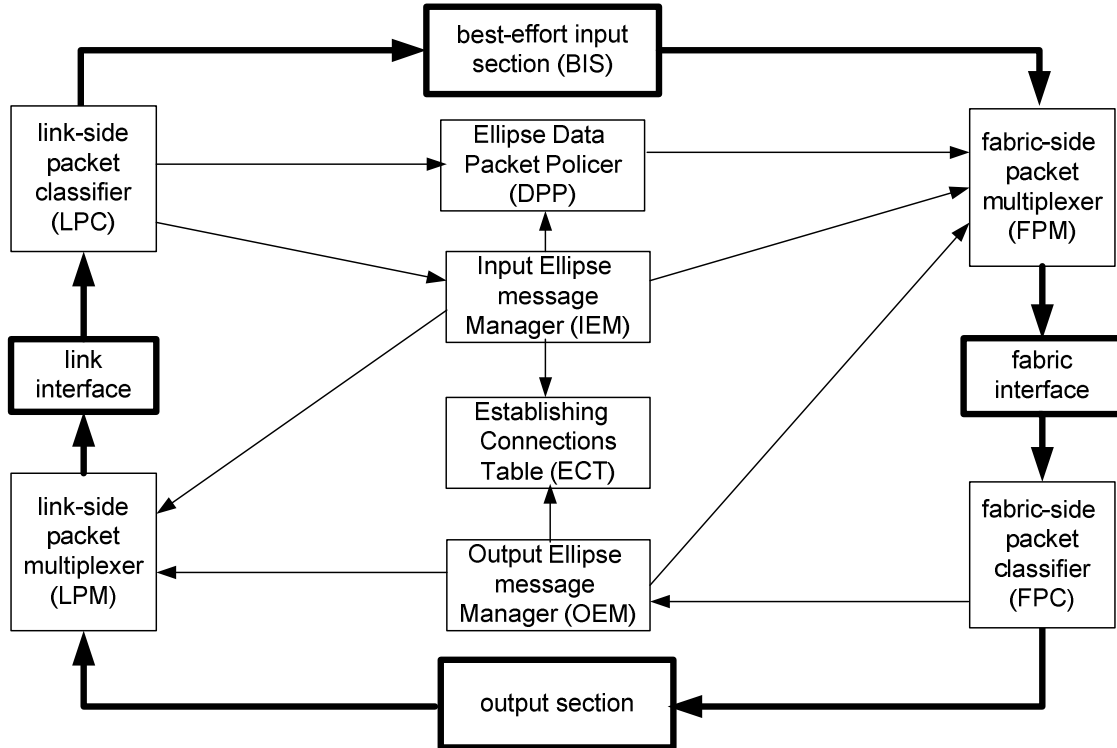 best-effort input
section (BIS)
link-side
packet
classifier
(LPC)
Ellipse Data
Packet Policer
(DPP)
fabric-side
packet
multiplexer
(FPM)
Input Ellipse
message
Manager (IEM)
link
interface
fabric
interface
Establishing
Connections
Table (ECT)
link-side
packet
multiplexer
(LPM)
Output Ellipse
message
Manager (OEM)
fabric-side
packet
classifier
(FPC)
output section